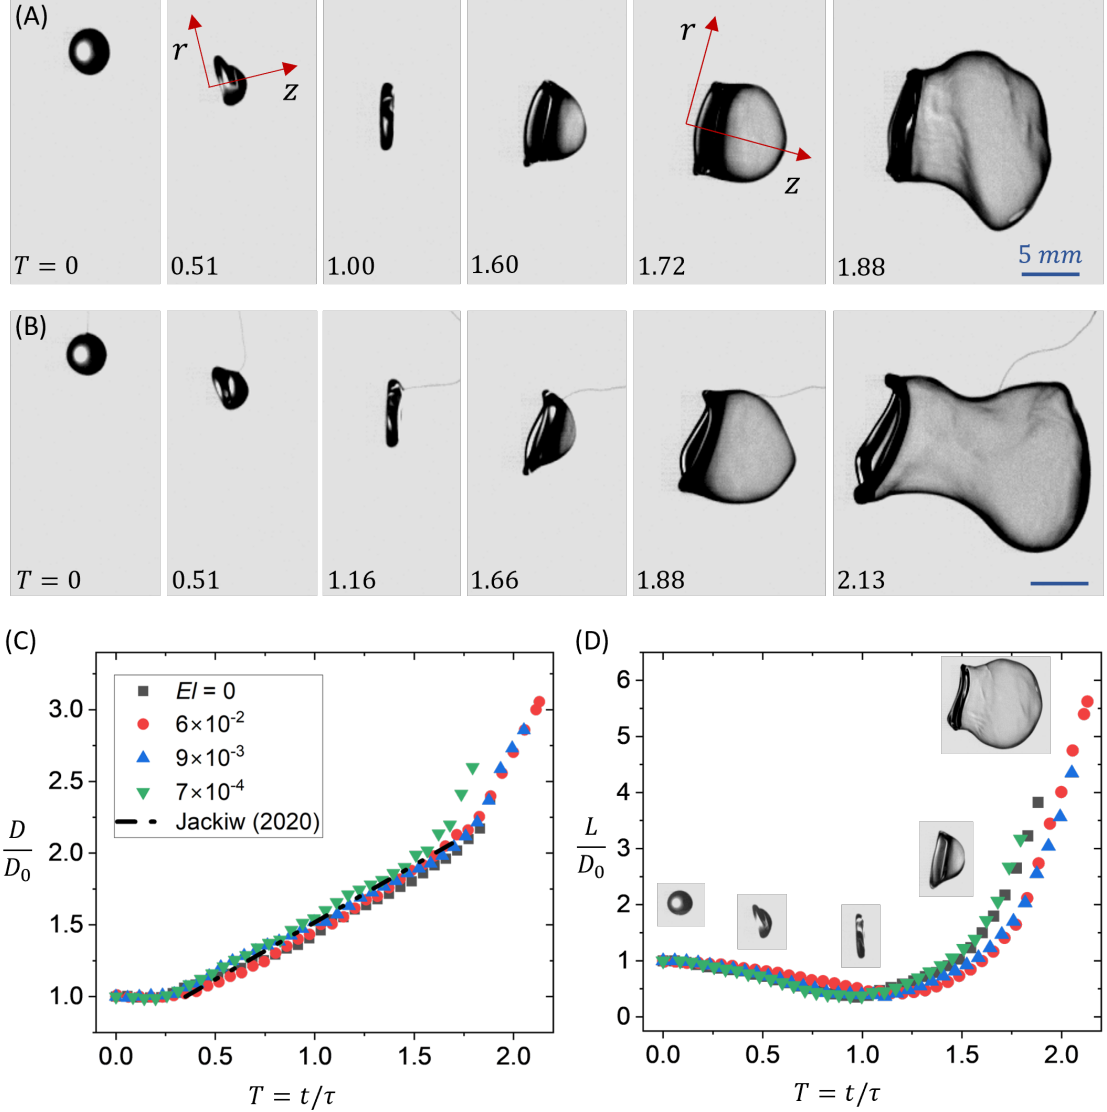 (A)
r
z
r
z
T = 0
0.51
1.00
1.60
1.72
1.88
5 mm
(B)
T = 0
0.51
1.16
1.66
1.88
2.13
(C)
D
D₀
3.0
2.5
2.0
1.5
1.0
El = 0
6×10⁻²
9×10⁻³
7×10⁻⁴
Jackiw (2020)
0.0 0.5 1.0 1.5 2.0
T = t/τ
(D)
L
D₀
6
5
4
3
2
1
0
0.0 0.5 1.0 1.5 2.0
T = t/τ